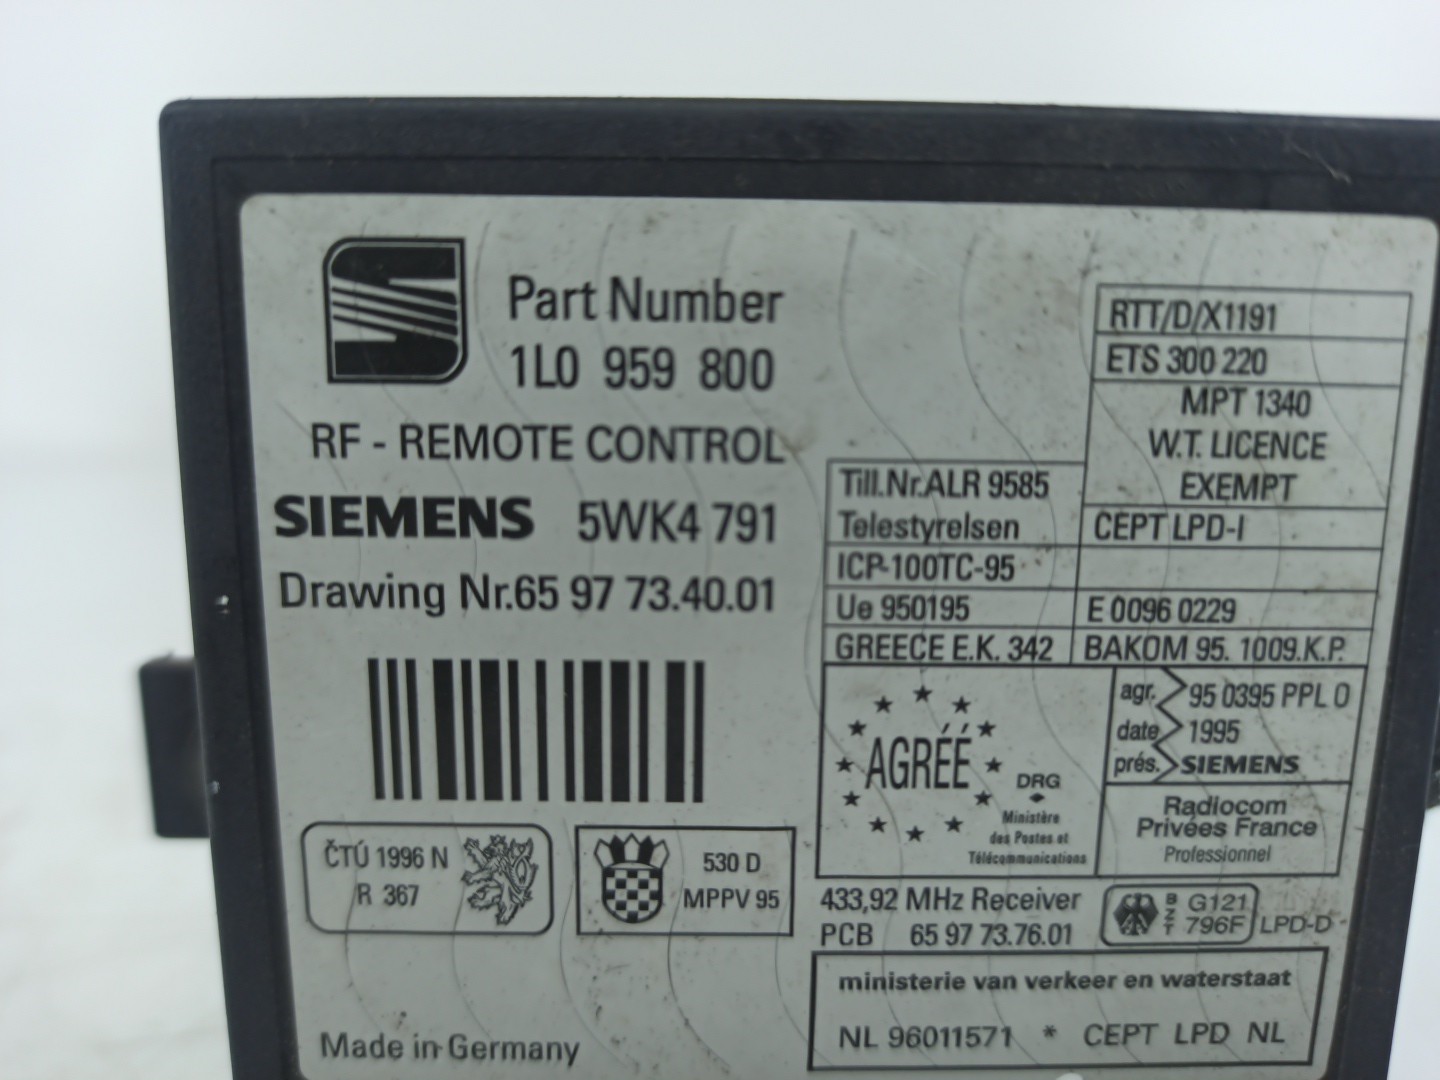 Part Number
1L0 959 800
RF - REMOTE CONTROL
SIEMENS 5WK4 791
Drawing Nr.65 97 73.40.01
ČTÚ 1996 N
R 367
530 D
MPPV 95
Made in Germany
RTT/D/X1191
ETS 300 220
MPT 1340
W.T. LICENCE
EXEMPT
Till.Nr.ALR 9585
Telestyrelsen
CEPT LPD-I
ICP-100TC-95
Ue 950195
E 0096 0229
GREECE E.K. 342
BAKOM 95. 1009.K.P.
AGRÉÉ
DRG
Ministère
des Postes et
Télécommunications
agr. 95 0395 PPL 0
date 1995
prés. SIEMENS
Radiocom
Privées France
Professionnel
433,92 MHz Receiver
PCB 65 97 73.76.01
BZT G121
796F LPD-D
ministerie van verkeer en waterstaat
NL 96011571 * CEPT LPD NL